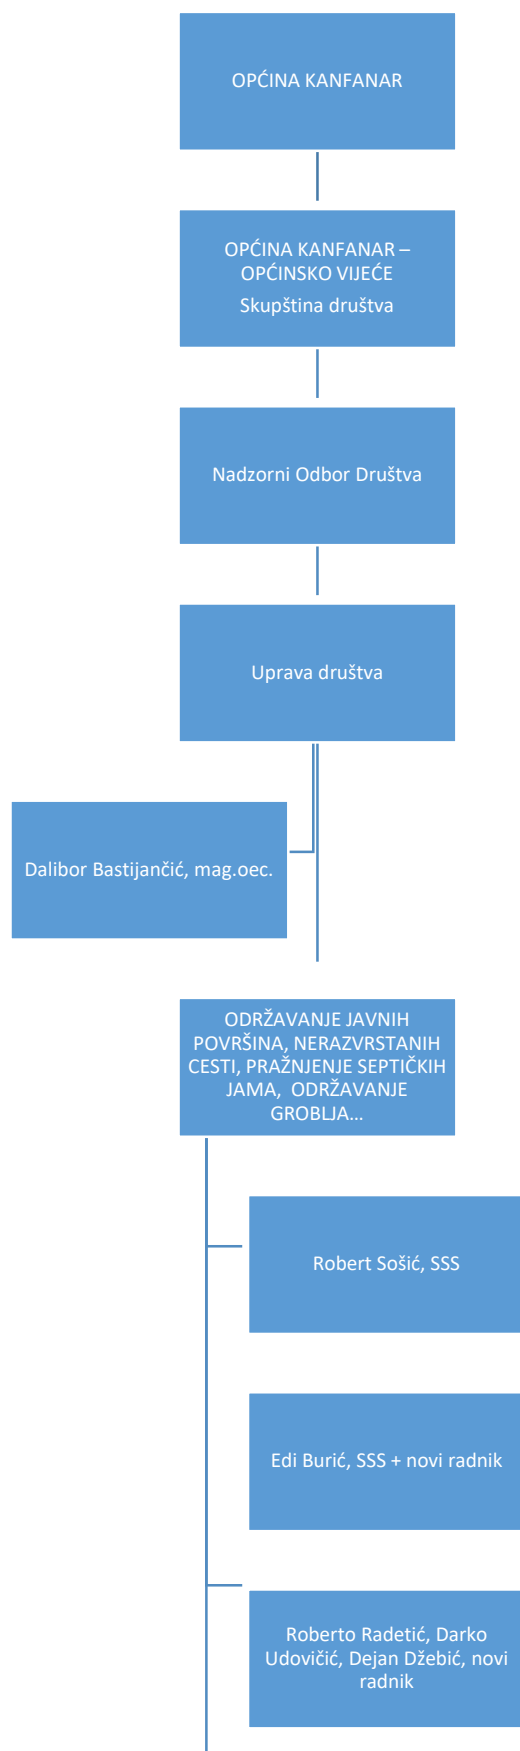 OPĆINA KANFANAR
OPĆINA KANFANAR –
OPĆINSKO VIJEĆE
Skupština društva
Nadzorni Odbor Društva
Uprava društva
Dalibor Bastijančić, mag.oec.
ODRŽAVANJE JAVNIH
POVRŠINA, NERAZVRSTANIH
CESTI, PRAŽNJENJE SEPTIČKIH
JAMA, ODRŽAVANJE
GROBLJA...
Robert Sošić, SSS
Edi Burić, SSS + novi radnik
Roberto Radetić, Darko
Udovičić, Dejan Džebić, novi
radnik